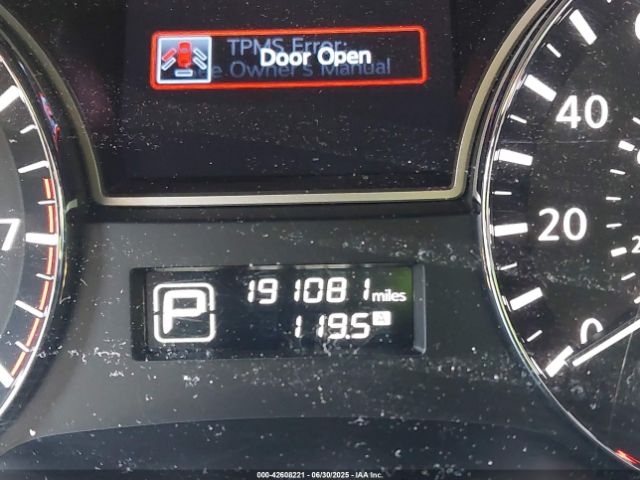 TPMS Error:
Door Open
Owner's Manual
40
20
0
7
P
191081 miles
119.5 A
000-42608221 - 06/30/2025 - IAA Inc.